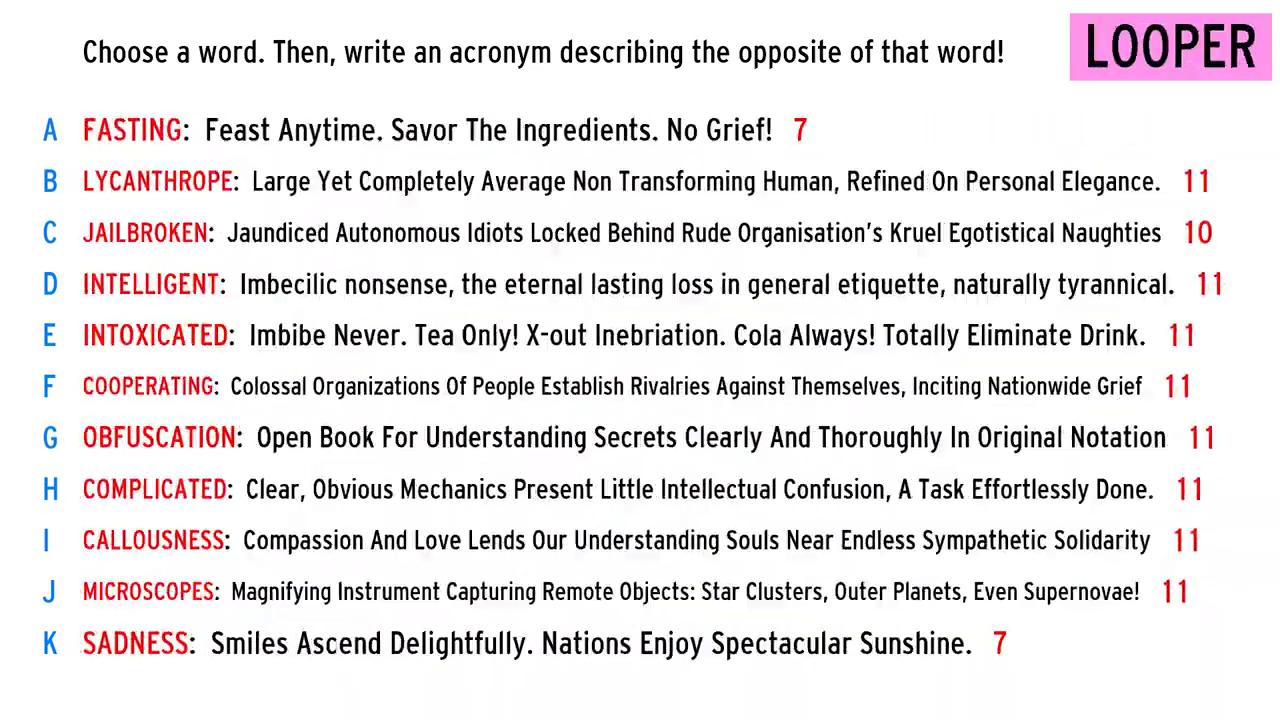 Choose a word. Then, write an acronym describing the opposite of that word!
LOOPER
A FASTING: Feast Anytime. Savor The Ingredients. No Grief! 7
B LYCANTHROPE: Large Yet Completely Average Non Transforming Human, Refined On Personal Elegance. 11
C JAILBROKEN: Jaundiced Autonomous Idiots Locked Behind Rude Organisation's Kruel Egotistical Naughties 10
D INTELLIGENT: Imbecilic nonsense, the eternal lasting loss in general etiquette, naturally tyrannical. 11
E INTOXICATED: Imbibe Never. Tea Only! X-out Inebriation. Cola Always! Totally Eliminate Drink. 11
F COOPERATING: Colossal Organizations Of People Establish Rivalries Against Themselves, Inciting Nationwide Grief 11
G OBFUSCATION: Open Book For Understanding Secrets Clearly And Thoroughly In Original Notation 11
H COMPLICATED: Clear, Obvious Mechanics Present Little Intellectual Confusion, A Task Effortlessly Done. 11
I CALLOUSNESS: Compassion And Love Lends Our Understanding Souls Near Endless Sympathetic Solidarity 11
J MICROSCOPES: Magnifying Instrument Capturing Remote Objects: Star Clusters, Outer Planets, Even Supernovae! 11
K SADNESS: Smiles Ascend Delightfully. Nations Enjoy Spectacular Sunshine. 7